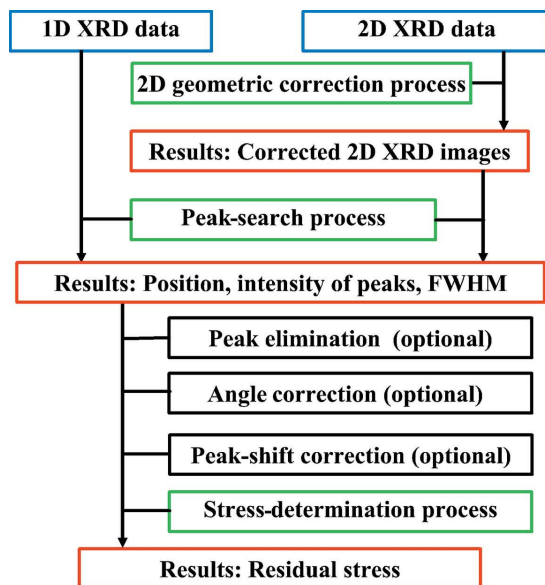 1D XRD data
2D XRD data
2D geometric correction process
Results: Corrected 2D XRD images
Peak-search process
Results: Position, intensity of peaks, FWHM
Peak elimination (optional)
Angle correction (optional)
Peak-shift correction (optional)
Stress-determination process
Results: Residual stress